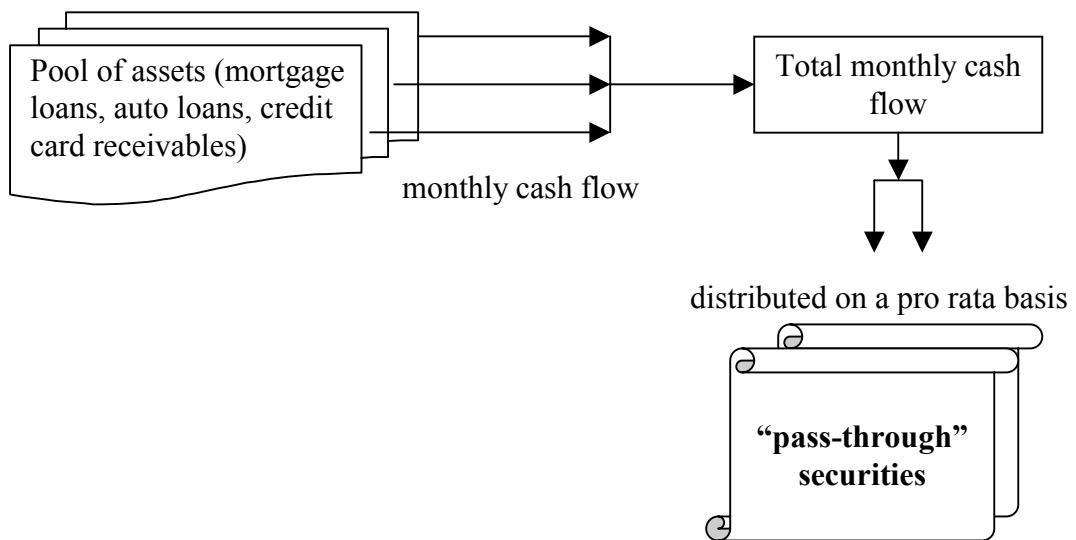 Pool of assets (mortgage
loans, auto loans, credit
card receivables)
monthly cash flow
Total monthly cash
flow
distributed on a pro rata basis
“pass-through”
securities